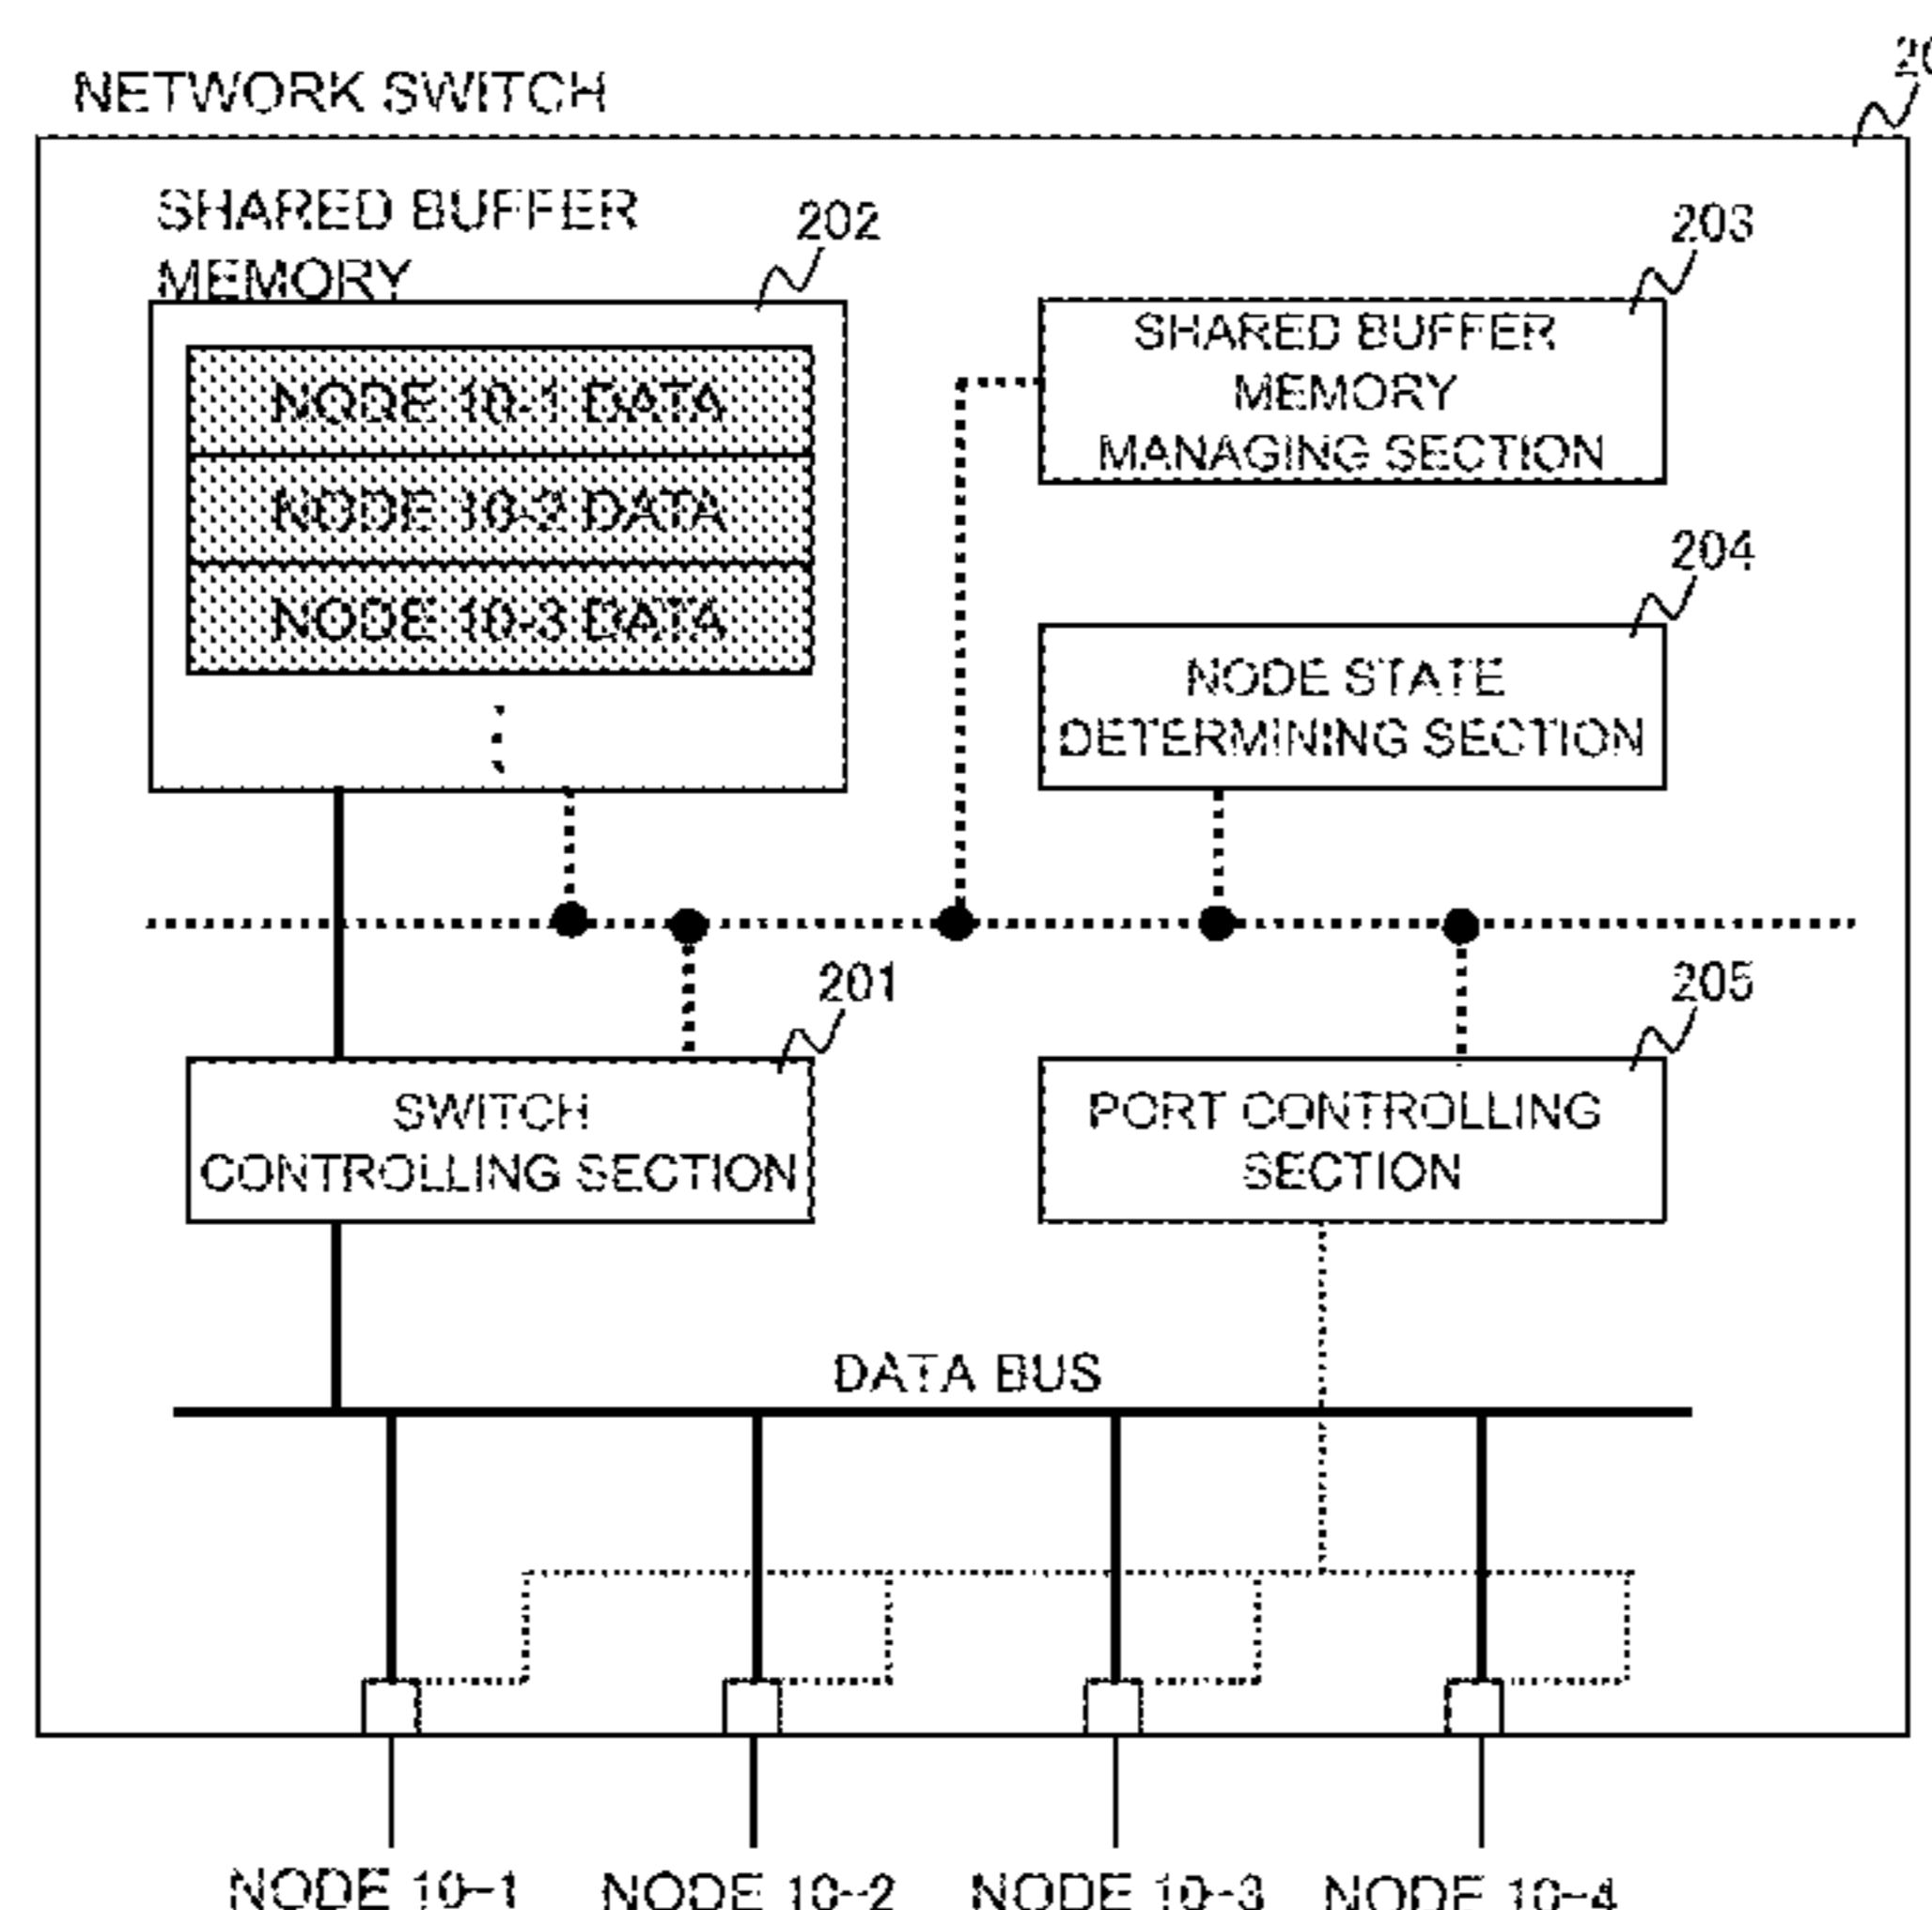 20
NETWORK SWITCH
SHARED BUFFER
MEMORY
202
NODE 10-1 DATA
NODE 10-2 DATA
NODE 10-3 DATA
203
SHARED BUFFER
MEMORY
MANAGING SECTION
204
NODE STATE
DETERMINING SECTION
201
SWITCH
CONTROLLING SECTION
205
PORT CONTROLLING
SECTION
DATA BUS
NODE 10-1
NODE 10-2
NODE 10-3
NODE 10-4